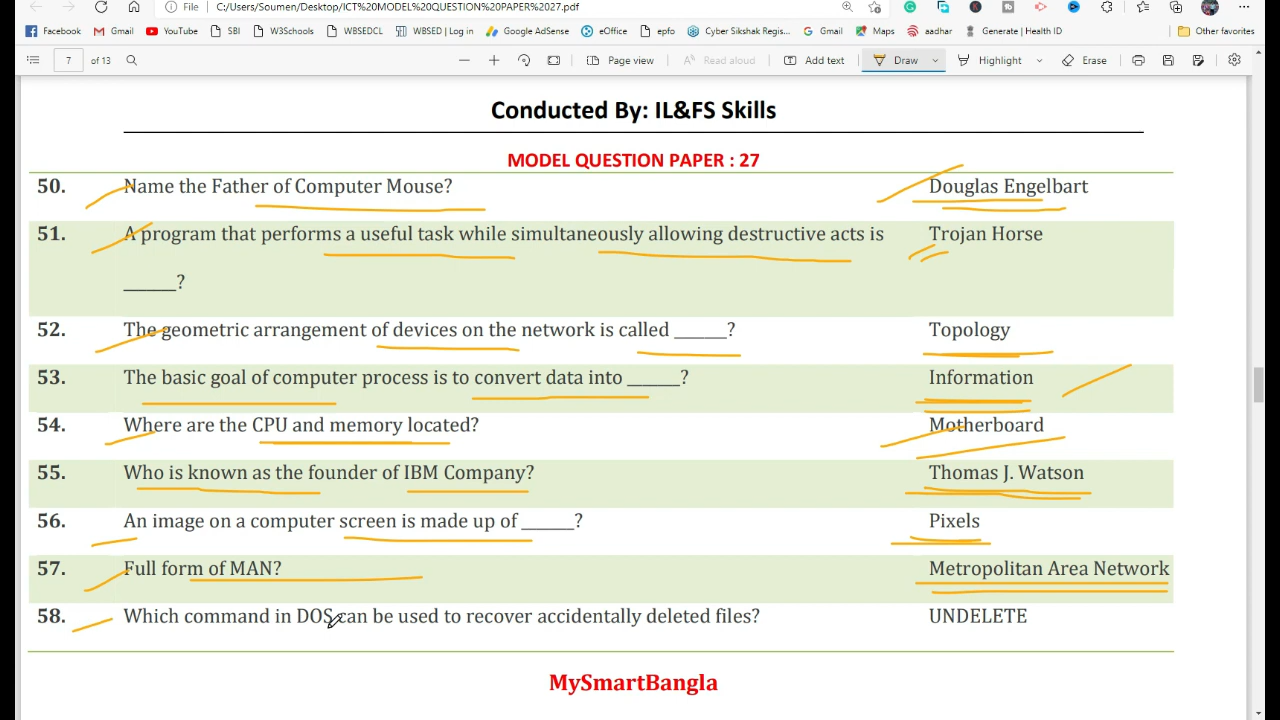 File
C:/Users/Soumen/Desktop/ICT%20MODEL%20QUESTION%20PAPER%2027.pdf
Facebook Gmail YouTube SBI W3Schools WBSEDCL WBSED | Log in Google AdSense eOffice epfo Cyber Sikshak Regis... Gmail Maps aadhar Generate | Health ID Other favorites
7 of 13 Page view Read aloud Add text Draw Highlight Erase
Conducted By: IL&FS Skills
MODEL QUESTION PAPER : 27
50. Name the Father of Computer Mouse? Douglas Engelbart
51. A program that performs a useful task while simultaneously allowing destructive acts is Trojan Horse
______?
52. The geometric arrangement of devices on the network is called ______? Topology
53. The basic goal of computer process is to convert data into ______? Information
54. Where are the CPU and memory located? Motherboard
55. Who is known as the founder of IBM Company? Thomas J. Watson
56. An image on a computer screen is made up of ______? Pixels
57. Full form of MAN? Metropolitan Area Network
58. Which command in DOS can be used to recover accidentally deleted files? UNDELETE
MySmartBangla